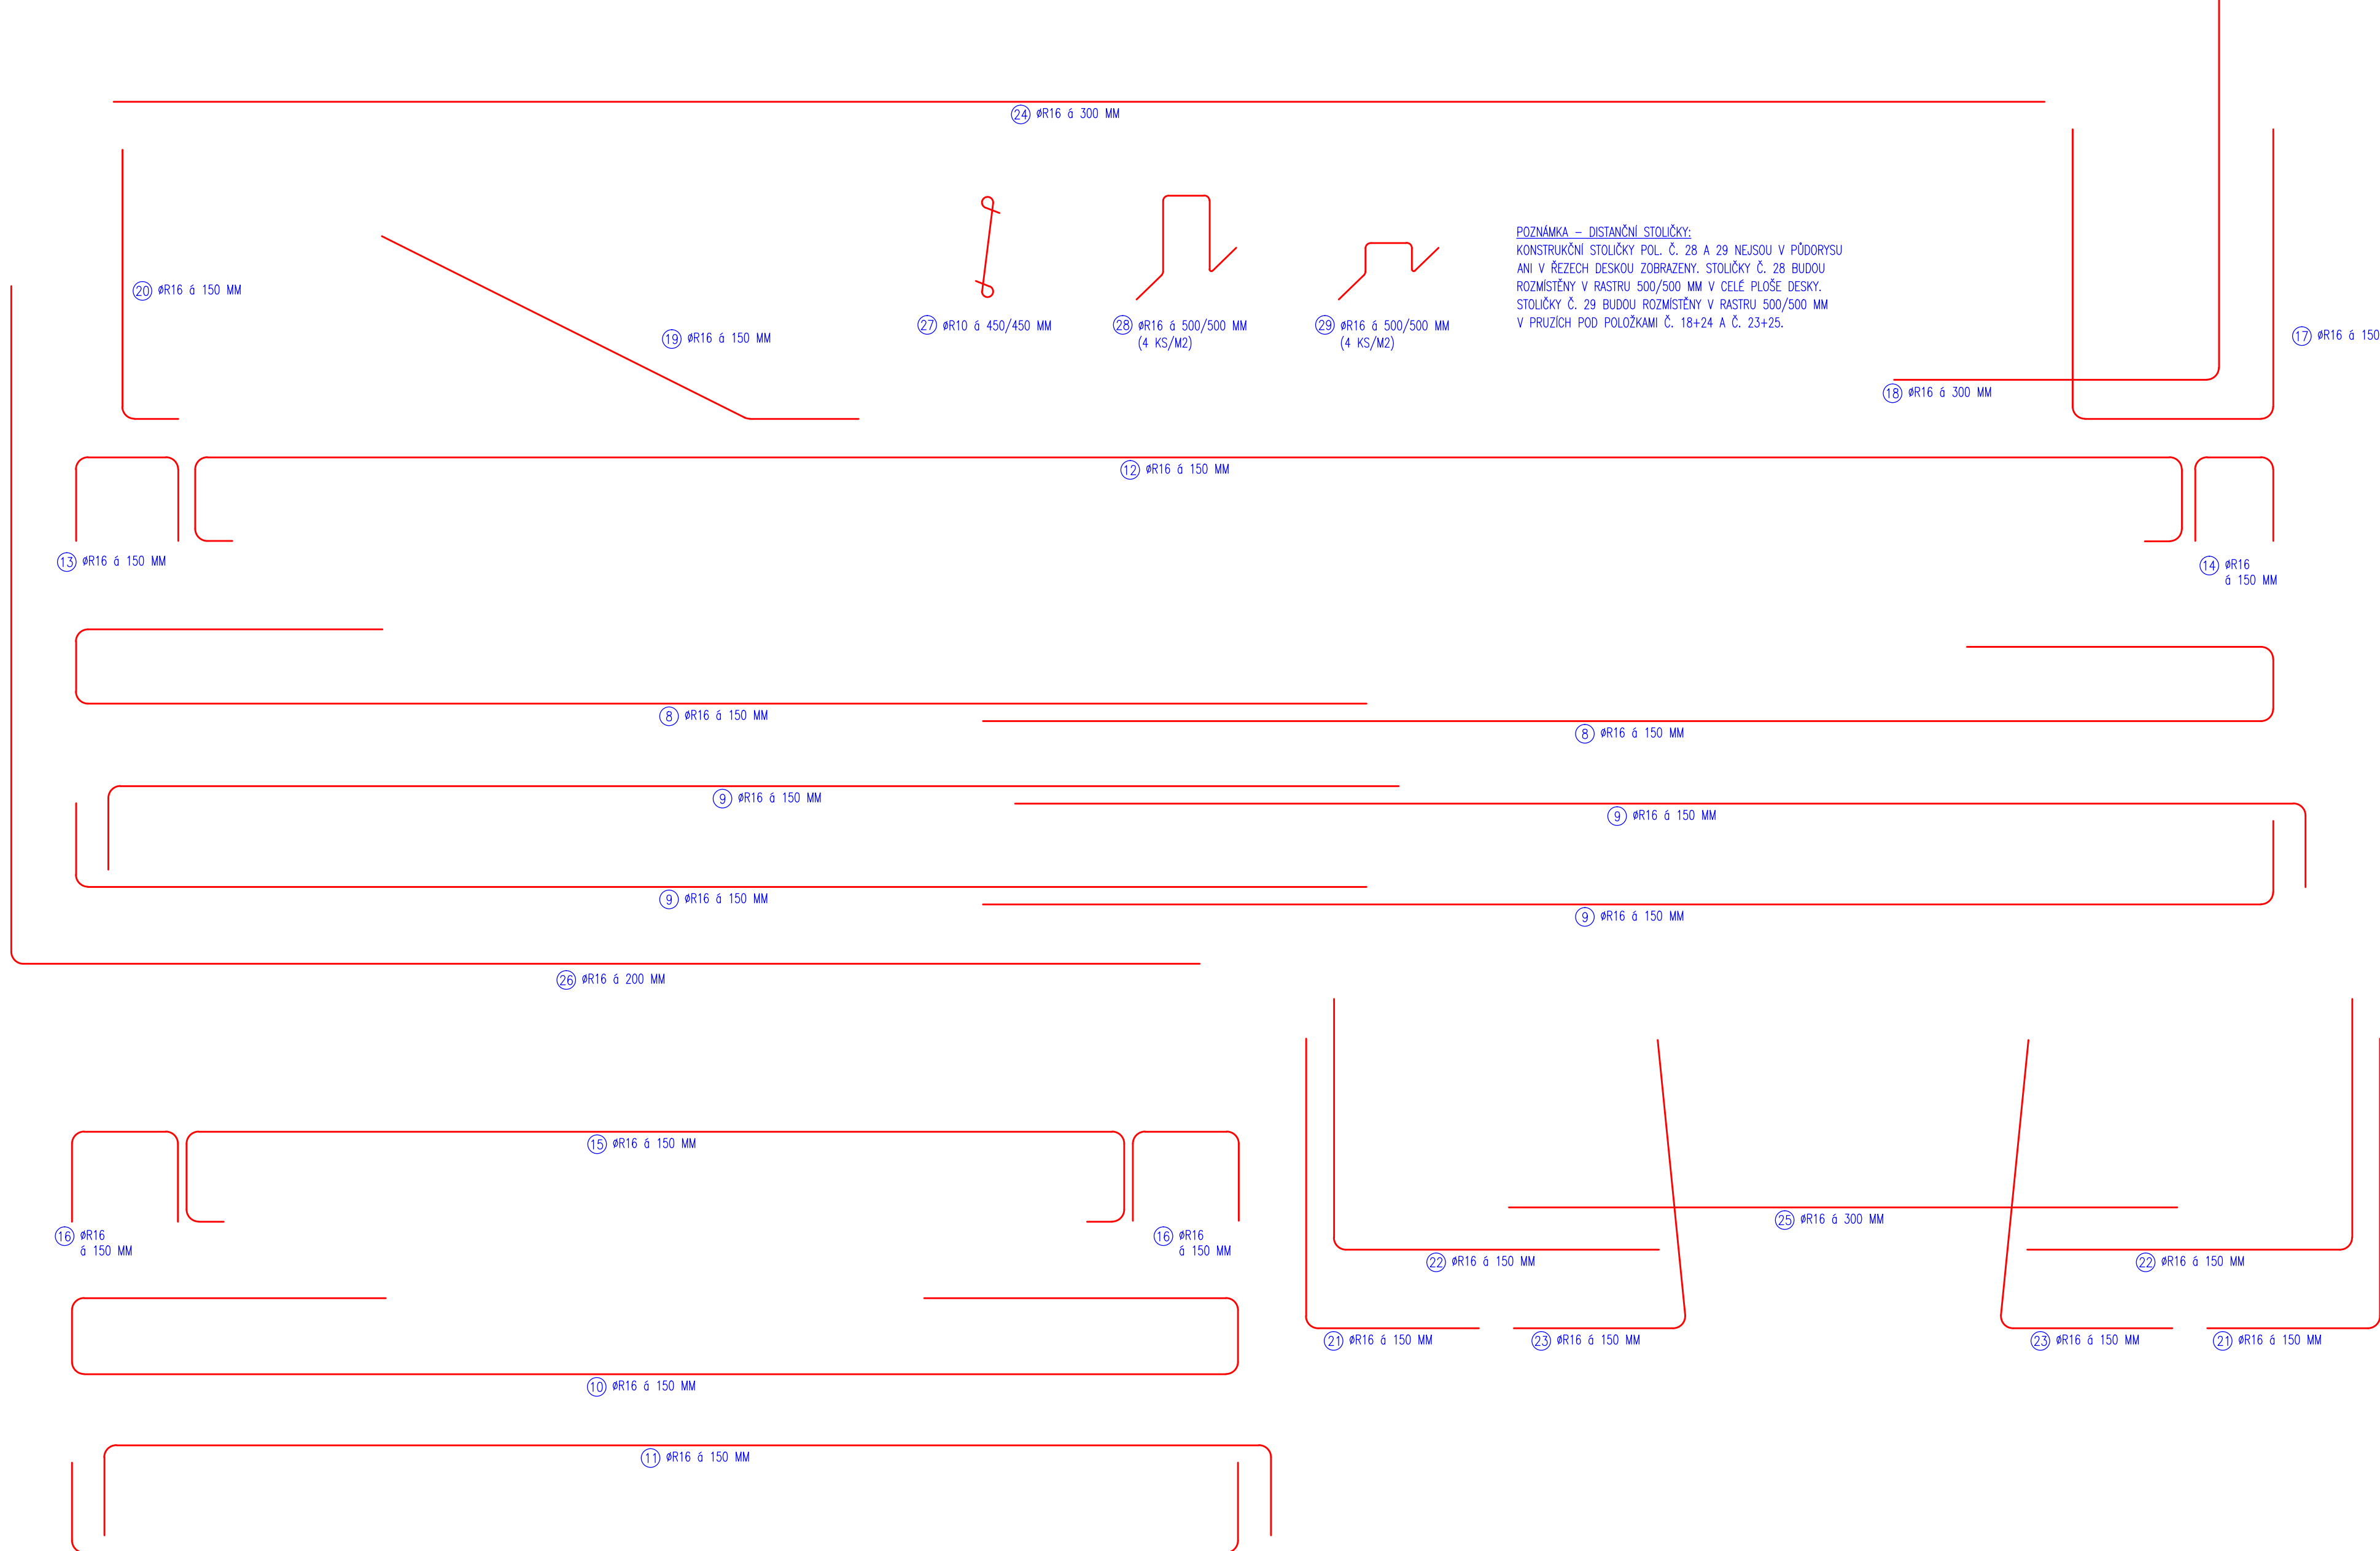 24 øR16 á 300 MM
POZNÁMKA – DISTANČNÍ STOLIČKY:
KONSTRUKČNÍ STOLIČKY POL. Č. 28 A 29 NEJSOU V PŮDORYSU
ANI V ŘEZECH DESKOU ZOBRAZENY. STOLIČKY Č. 28 BUDOU
ROZMÍSTĚNY V RASTRU 500/500 MM V CELÉ PLOŠE DESKY.
STOLIČKY Č. 29 BUDOU ROZMÍSTĚNY V RASTRU 500/500 MM
V PRUZÍCH POD POLOŽKAMI Č. 18+24 A Č. 23+25.
20 øR16 á 150 MM
19 øR16 á 150 MM
27 øR10 á 450/450 MM
28 øR16 á 500/500 MM
(4 KS/M2)
29 øR16 á 500/500 MM
(4 KS/M2)
17 øR16 á 150
18 øR16 á 300 MM
12 øR16 á 150 MM
13 øR16 á 150 MM
14 øR16
á 150 MM
8 øR16 á 150 MM
8 øR16 á 150 MM
9 øR16 á 150 MM
9 øR16 á 150 MM
9 øR16 á 150 MM
9 øR16 á 150 MM
26 øR16 á 200 MM
15 øR16 á 150 MM
16 øR16
á 150 MM
16 øR16
á 150 MM
25 øR16 á 300 MM
22 øR16 á 150 MM
22 øR16 á 150 MM
21 øR16 á 150 MM
23 øR16 á 150 MM
23 øR16 á 150 MM
21 øR16 á 150 MM
10 øR16 á 150 MM
11 øR16 á 150 MM